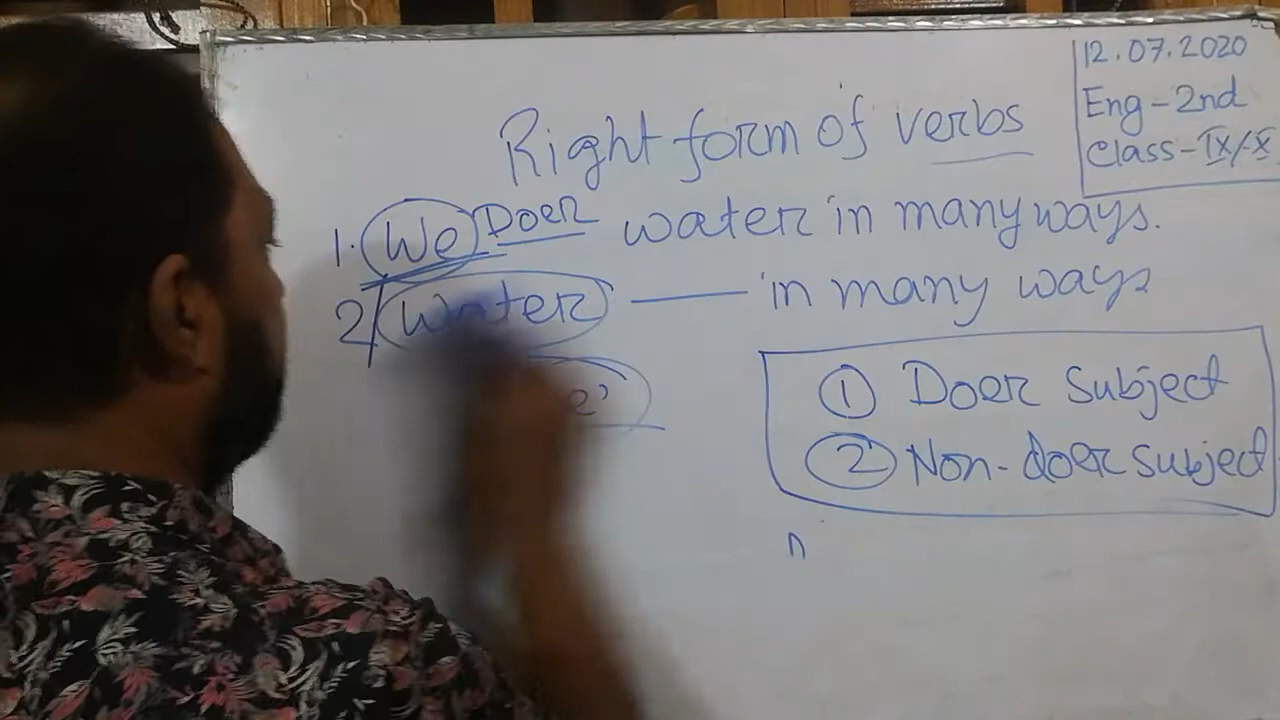 12.07.2020
Eng-2nd
Class-IX/X
Right form of verbs
1. We Doer water in many ways.
2 Water in many ways
① Doer Subject
② Non-doer subject
n